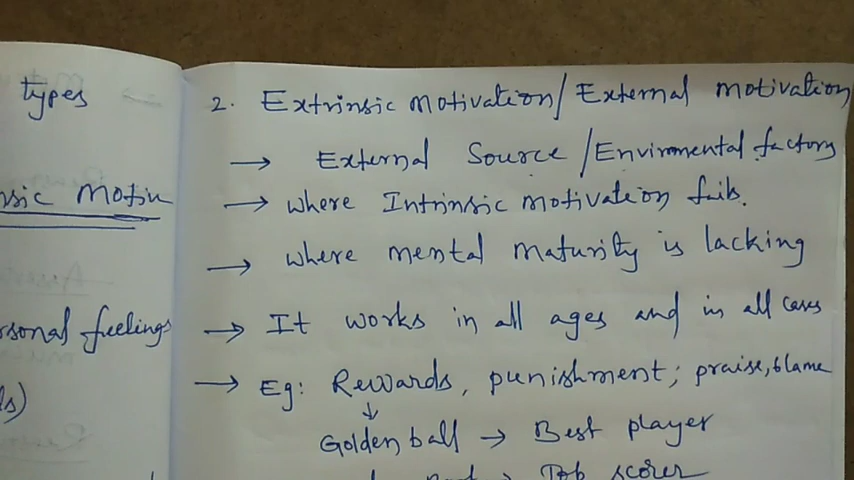 types
nsic Motivn
rsonal feelings
ls)
2. Extrinsic Motivation/External motivation
→ External Source /Envirnmental factors
→ where Intrinsic motivation fails.
→ where mental maturity is lacking
→ It works in all ages and in all cases
→ Eg: Rewards, punishment; praise, blame
↓
Golden ball → Best player
→ Top scorer